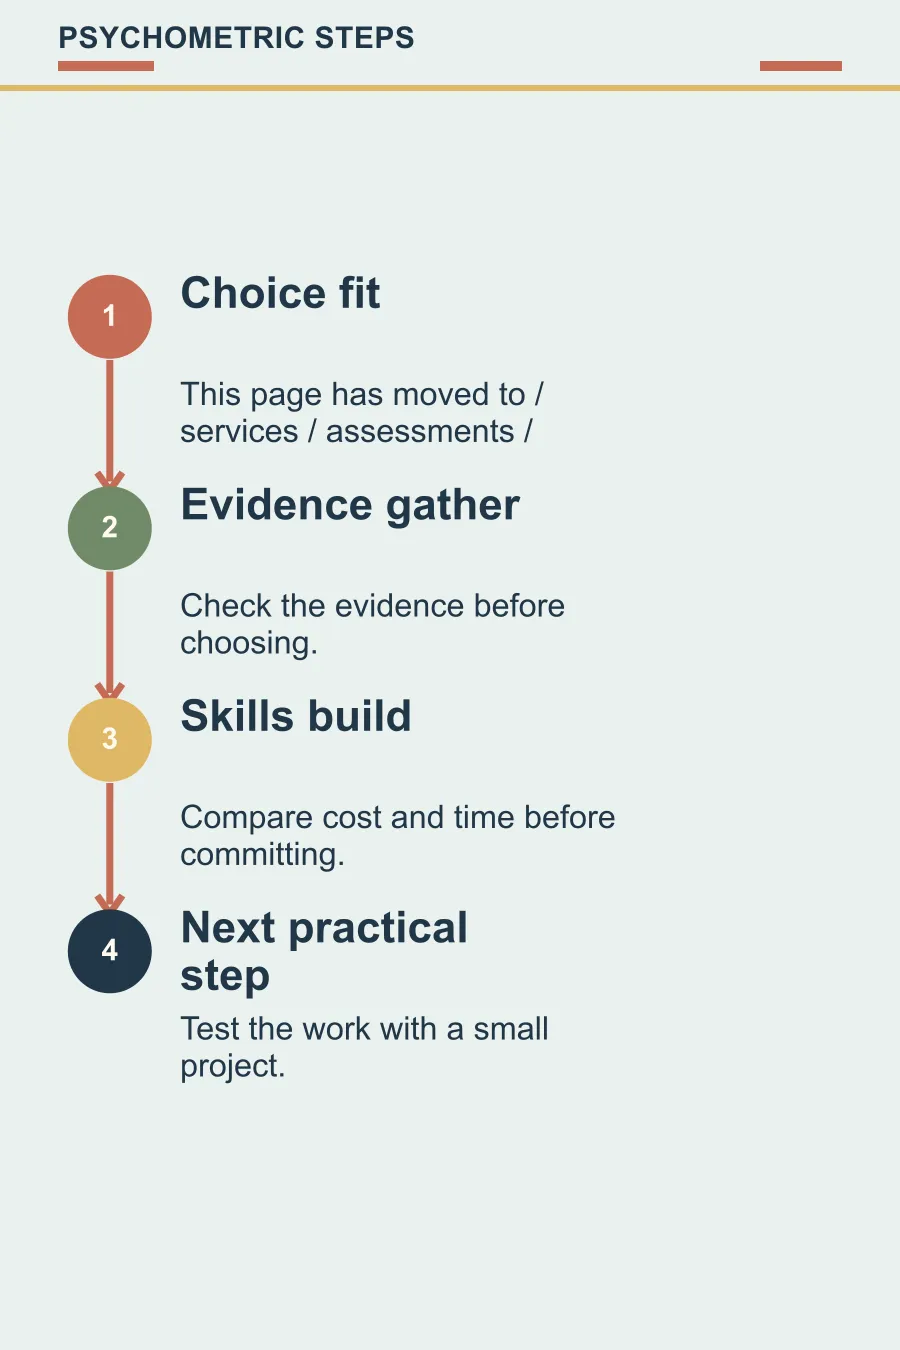 PSYCHOMETRIC STEPS
1
Choice fit
This page has moved to /
services / assessments /
2
Evidence gather
Check the evidence before
choosing.
3
Skills build
Compare cost and time before
committing.
4
Next practical
step
Test the work with a small
project.